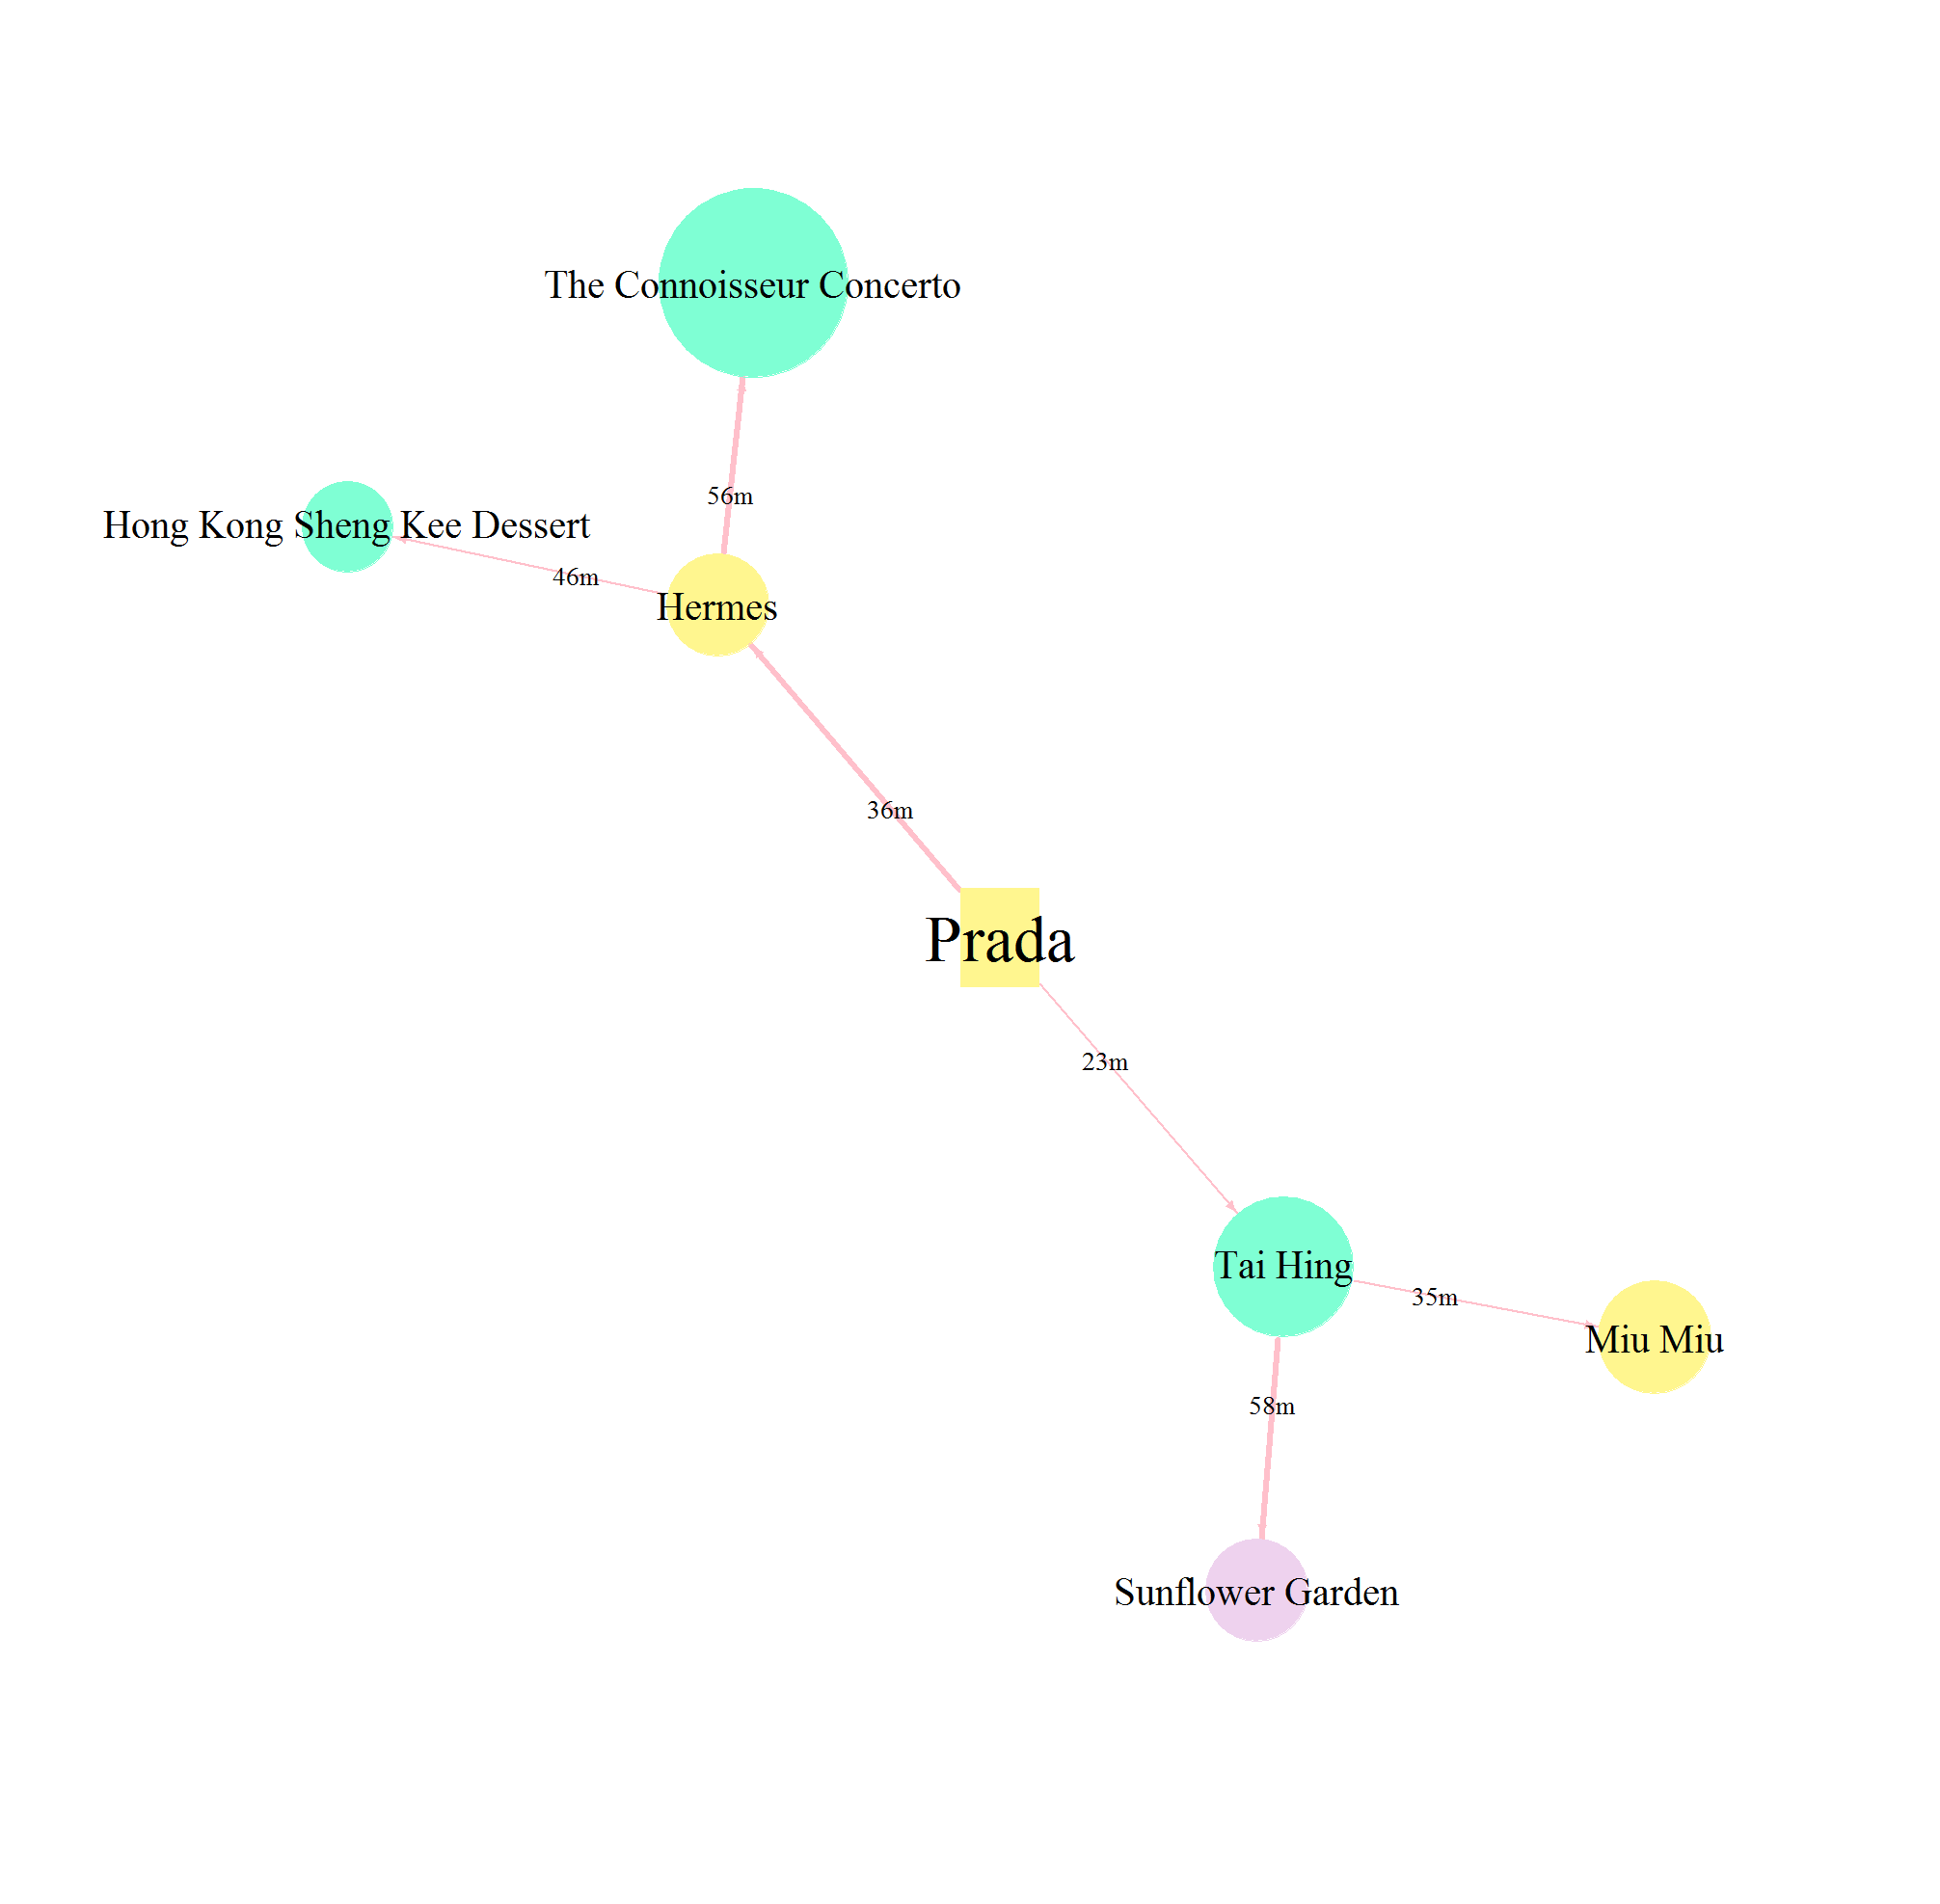 The Connoisseur Concerto
56m
Hong Kong Sheng Kee Dessert
46m
Hermes
36m
Prada
23m
Tai Hing
35m
Miu Miu
58m
Sunflower Garden